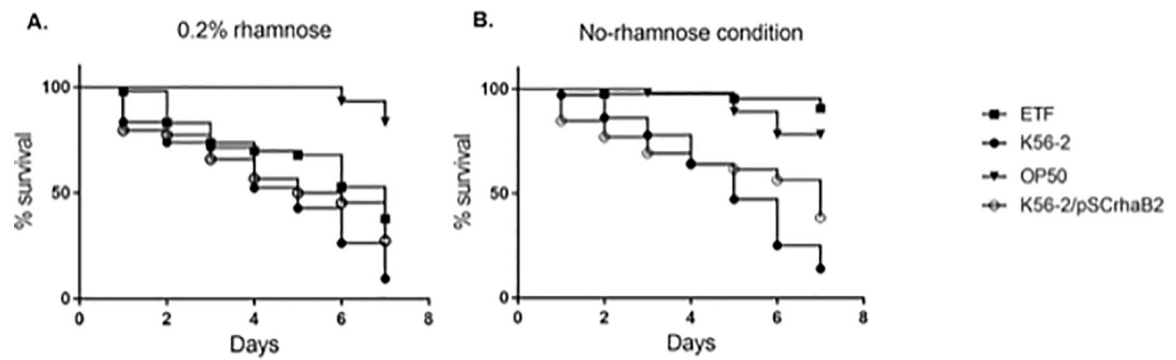 A.
0.2% rhamnose
% survival
100
50
0
0 2 4 6 8
Days
B.
No-rhamnose condition
% survival
100
50
0
0 2 4 6 8
Days
ETF
K56-2
OP50
K56-2/pSCrhaB2